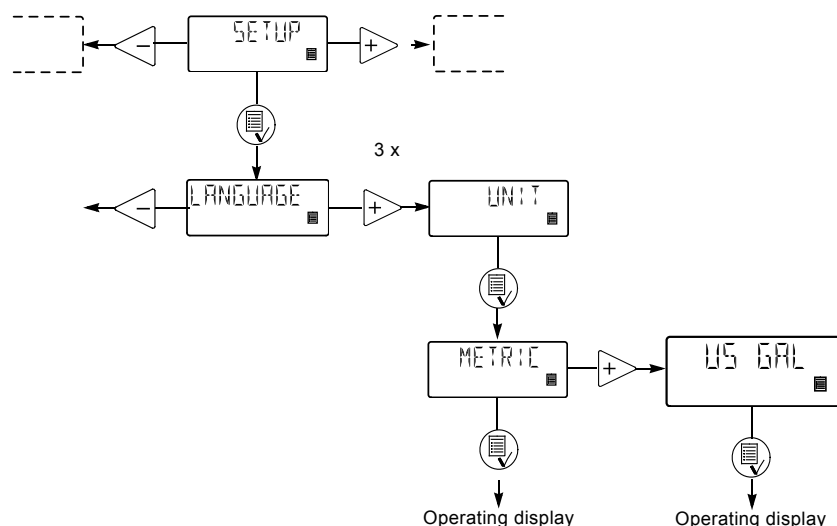 SETUP
− +
3 x
LANGUAGE
− +
UNIT
METRIC
+
US GAL
Operating display
Operating display